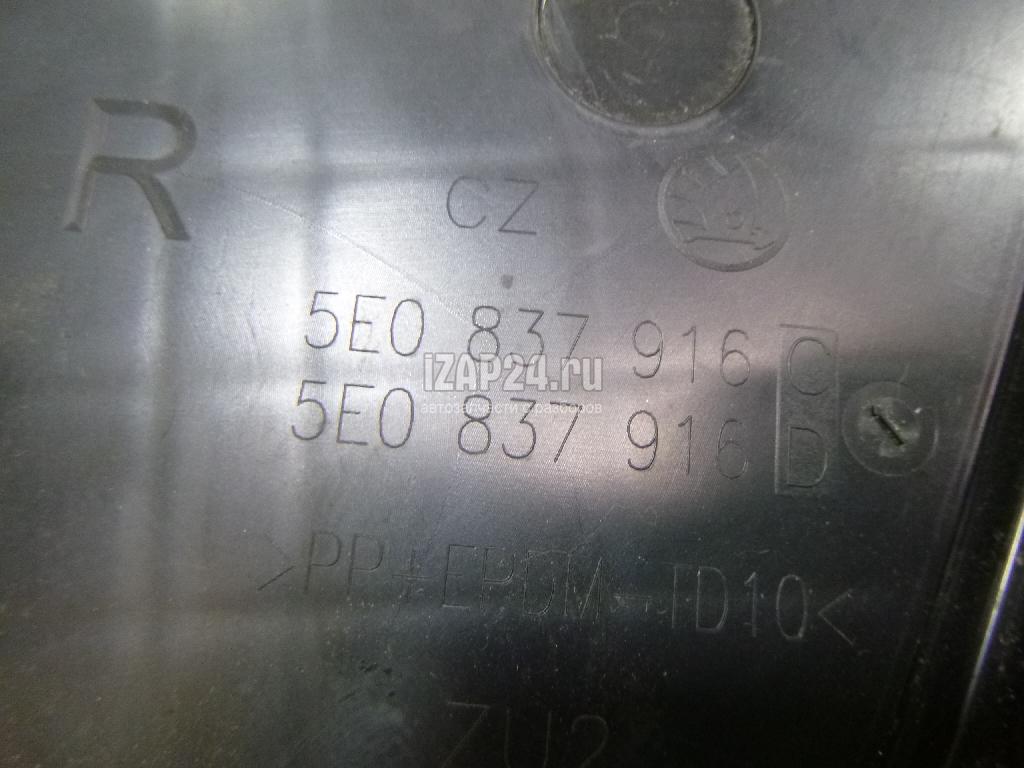 R
CZ
5E0 837 916 C
iZAP24.ru
автозапчасти с разборов
5E0 837 916 D
>PP+EPDM-TD10<
ZU2